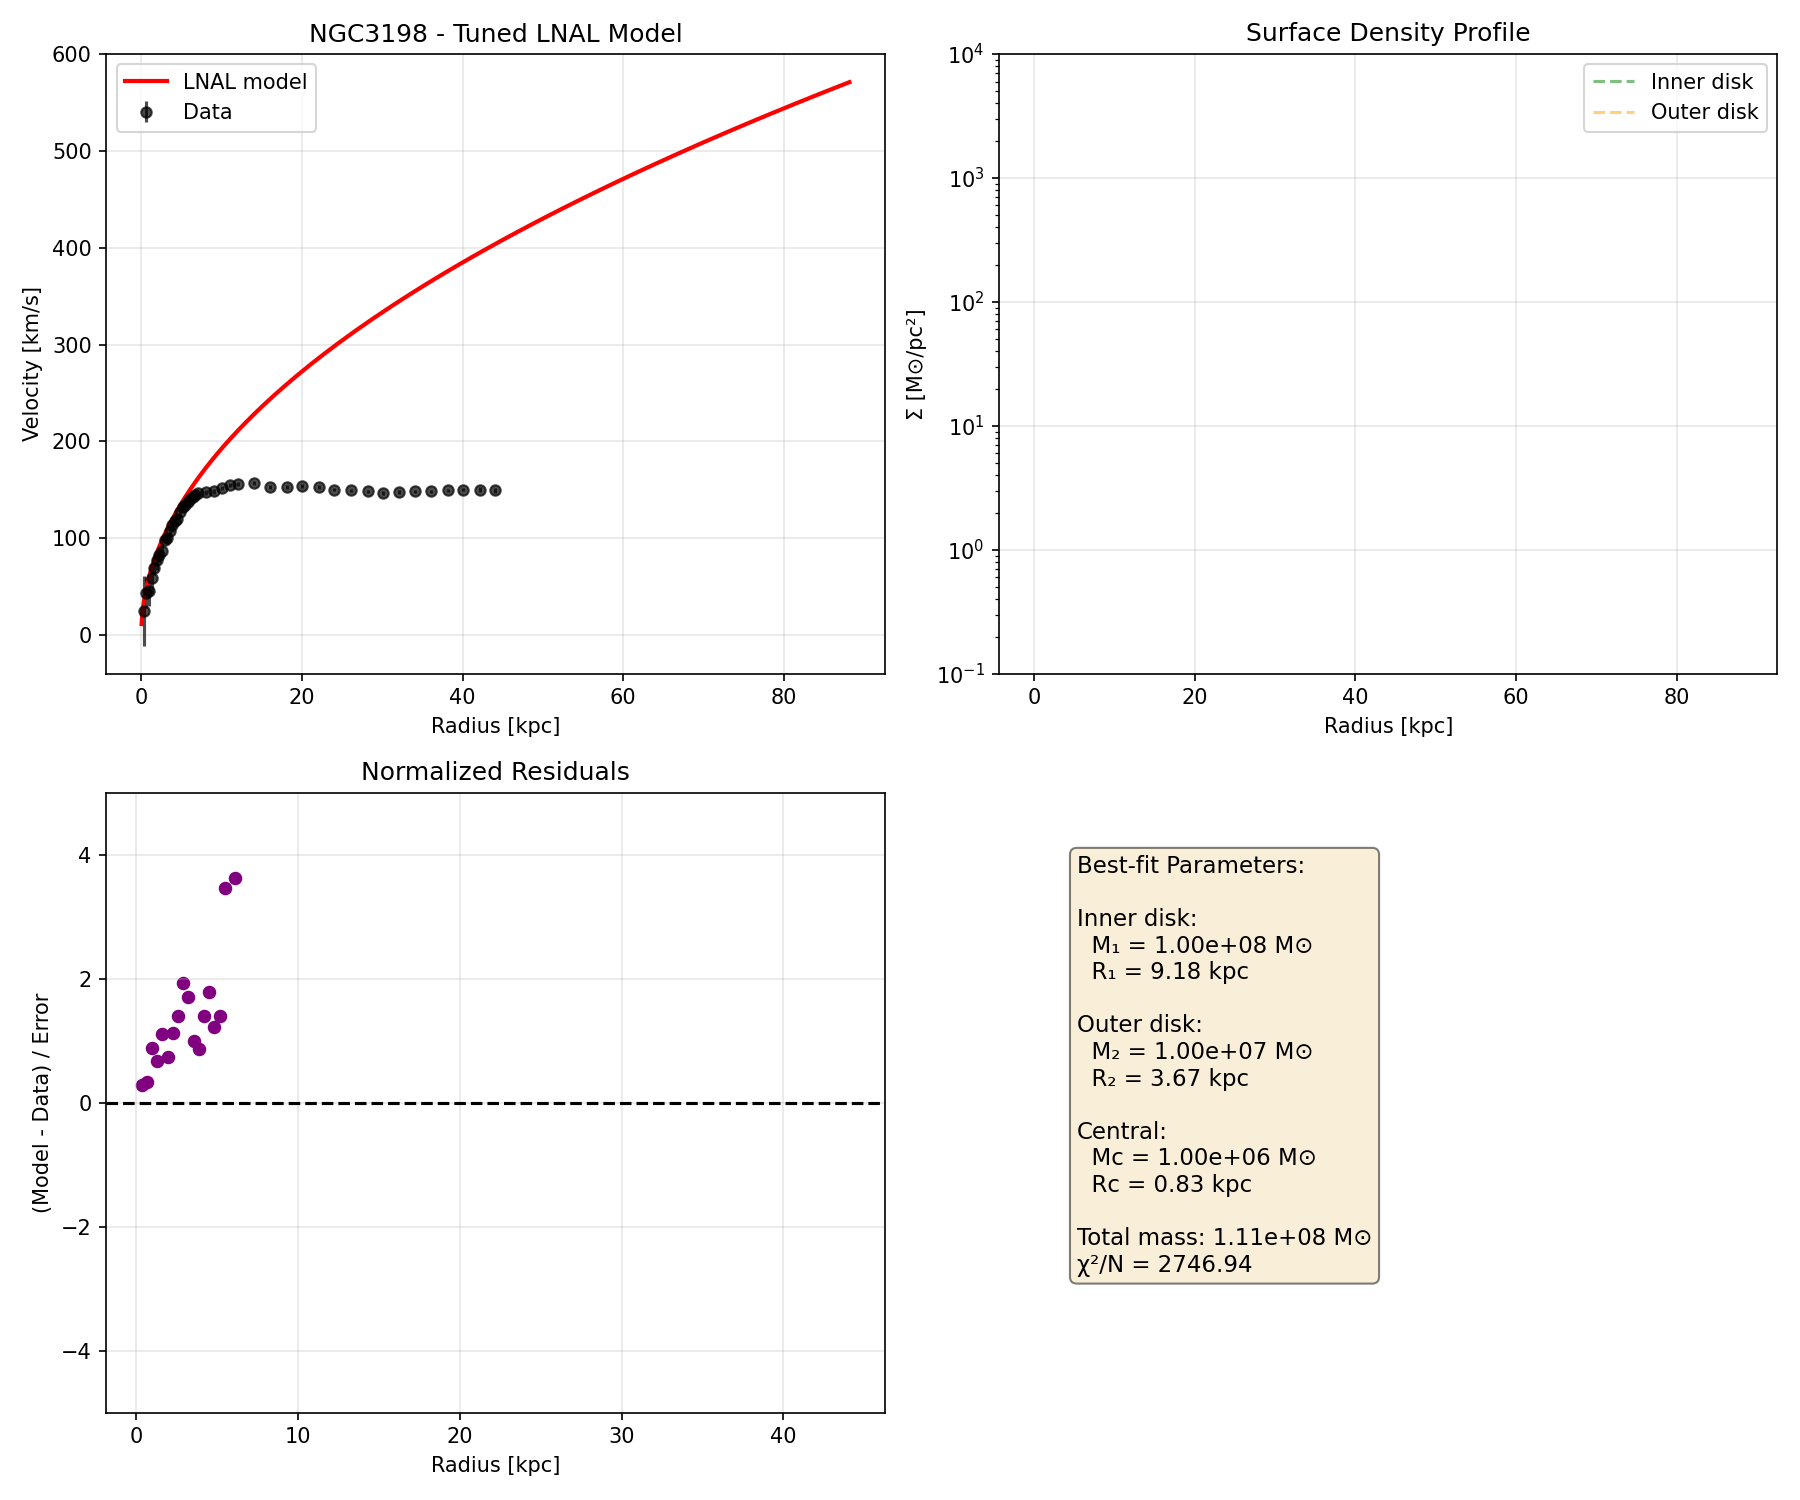 NGC3198 - Tuned LNAL Model
600
500
400
300
200
100
0
Velocity [km/s]
LNAL model
Data
0
20
40
60
80
Radius [kpc]
Surface Density Profile
10⁴
10³
10²
10¹
10⁰
10⁻¹
Σ [M⊙/pc²]
Inner disk
Outer disk
0
20
40
60
80
Radius [kpc]
Normalized Residuals
4
2
0
−2
−4
(Model - Data) / Error
0
10
20
30
40
Radius [kpc]
Best-fit Parameters:
Inner disk:
M₁ = 1.00e+08 M⊙
R₁ = 9.18 kpc
Outer disk:
M₂ = 1.00e+07 M⊙
R₂ = 3.67 kpc
Central:
Mc = 1.00e+06 M⊙
Rc = 0.83 kpc
Total mass: 1.11e+08 M⊙
χ²/N = 2746.94